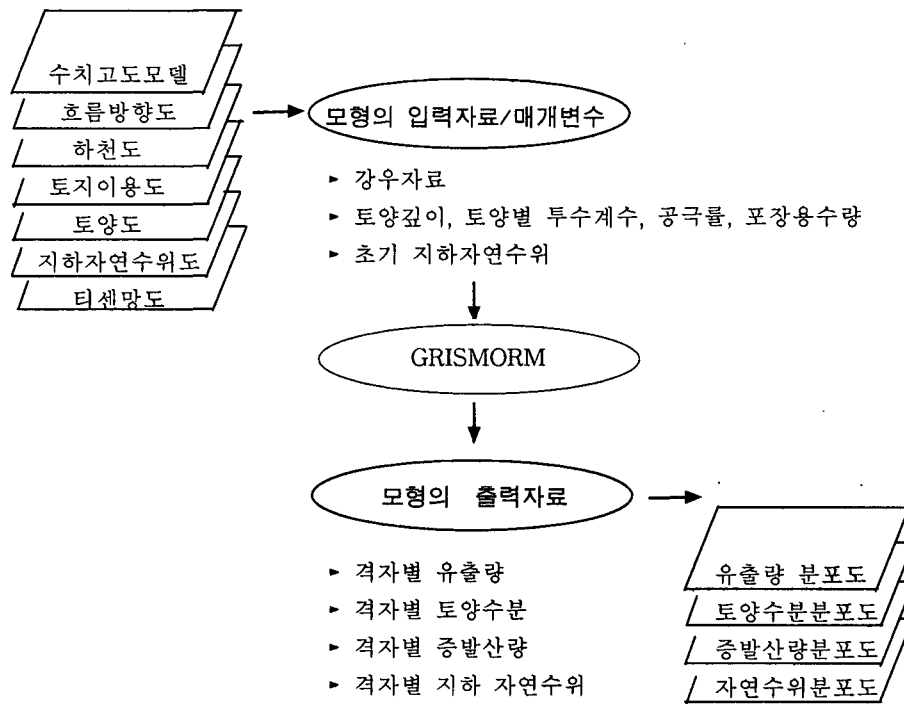 수치고도모델
흐름방향도
하천도
토지이용도
토양도
지하자연수위도
티센망도
모형의 입력자료/매개변수
► 강우자료
► 토양깊이, 토양별 투수계수, 공극률, 포장용수량
► 초기 지하자연수위
GRISMORM
모형의 출력자료
► 격자별 유출량
► 격자별 토양수분
► 격자별 증발산량
► 격자별 지하 자연수위
유출량 분포도
토양수분분포도
증발산량분포도
자연수위분포도